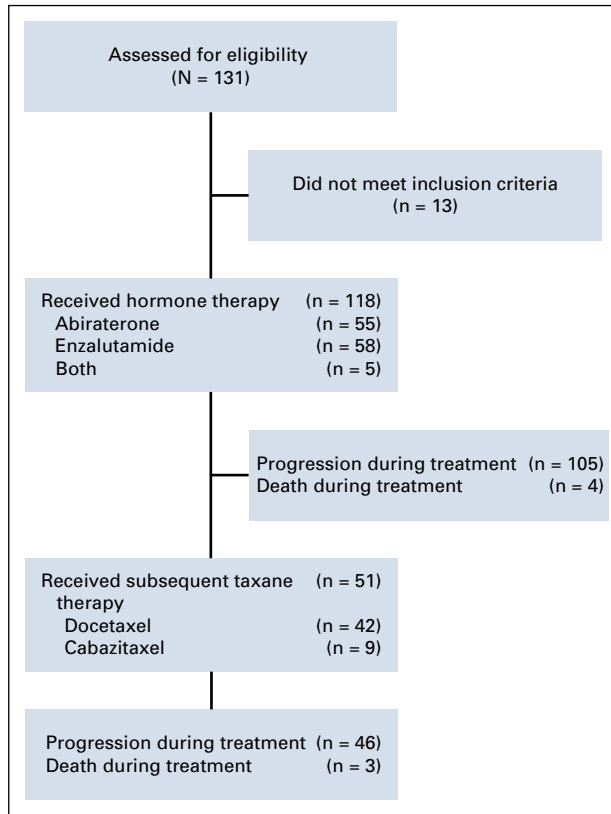 Assessed for eligibility
(N = 131)
Did not meet inclusion criteria
(n = 13)
Received hormone therapy (n = 118)
Abiraterone (n = 55)
Enzalutamide (n = 58)
Both (n = 5)
Progression during treatment (n = 105)
Death during treatment (n = 4)
Received subsequent taxane (n = 51)
therapy
Docetaxel (n = 42)
Cabazitaxel (n = 9)
Progression during treatment (n = 46)
Death during treatment (n = 3)